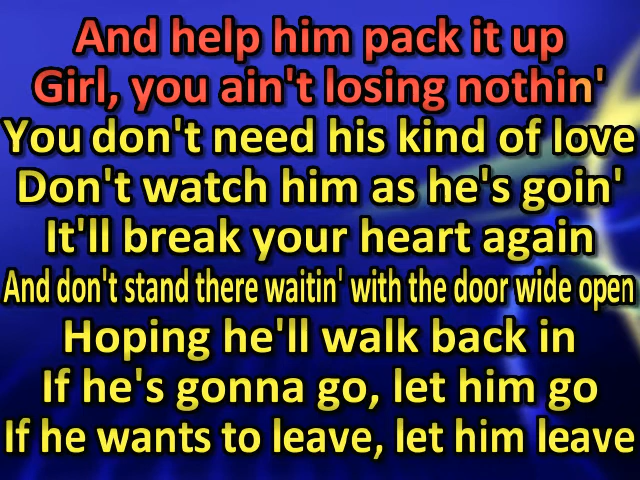 And help him pack it up
Girl, you ain't losing nothin'
You don't need his kind of love
Don't watch him as he's goin'
It'll break your heart again
And don't stand there waitin' with the door wide open
Hoping he'll walk back in
If he's gonna go, let him go
If he wants to leave, let him leave